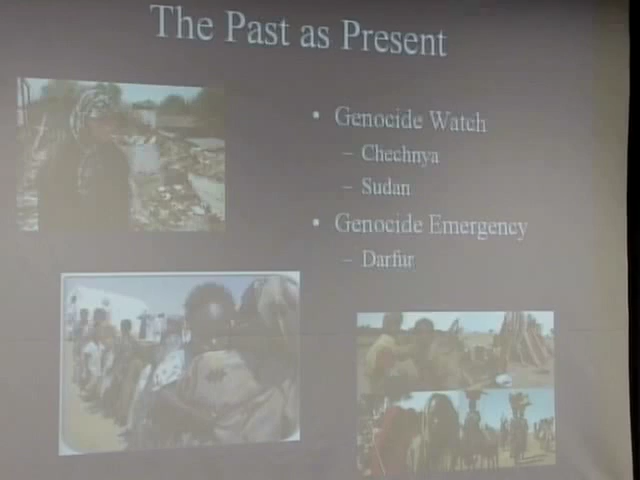 The Past as Present
• Genocide Watch
– Chechnya
– Sudan
• Genocide Emergency
– Darfur